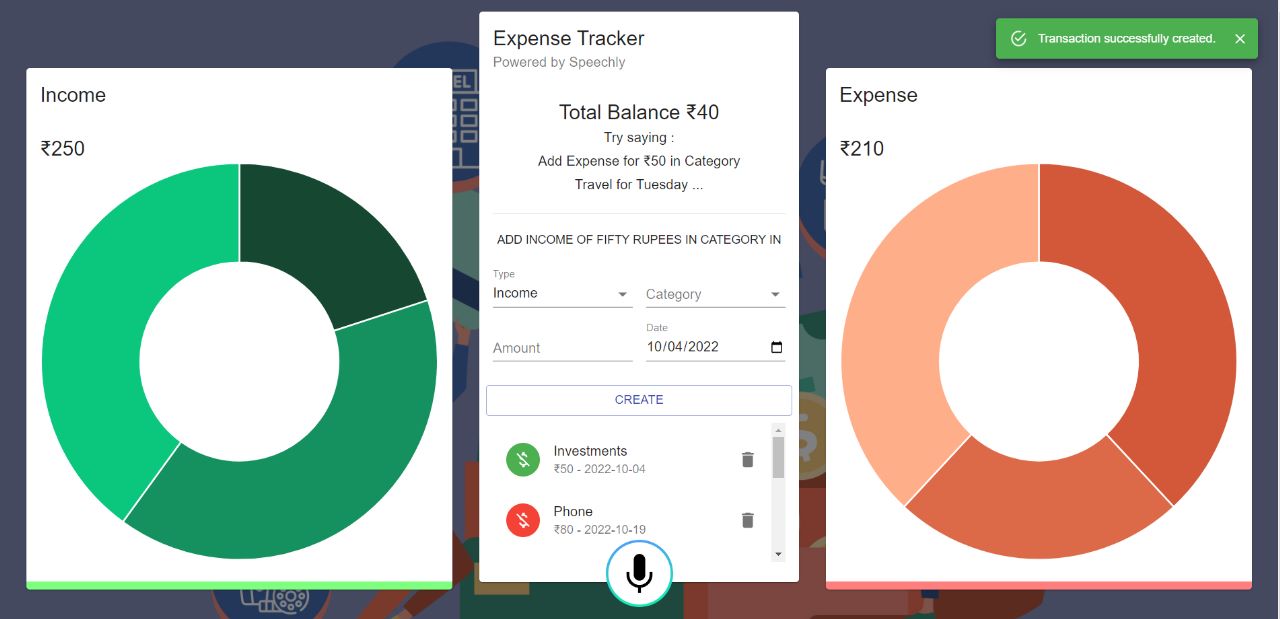 Income
₹250
EL
Expense Tracker
Powered by Speechly
Total Balance ₹40
Try saying :
Add Expense for ₹50 in Category
Travel for Tuesday ...
ADD INCOME OF FIFTY RUPEES IN CATEGORY IN
Type
Income
Category
Amount
Date
10/04/2022
CREATE
Investments
₹50 - 2022-10-04
Phone
₹80 - 2022-10-19
Transaction successfully created.
Expense
₹210